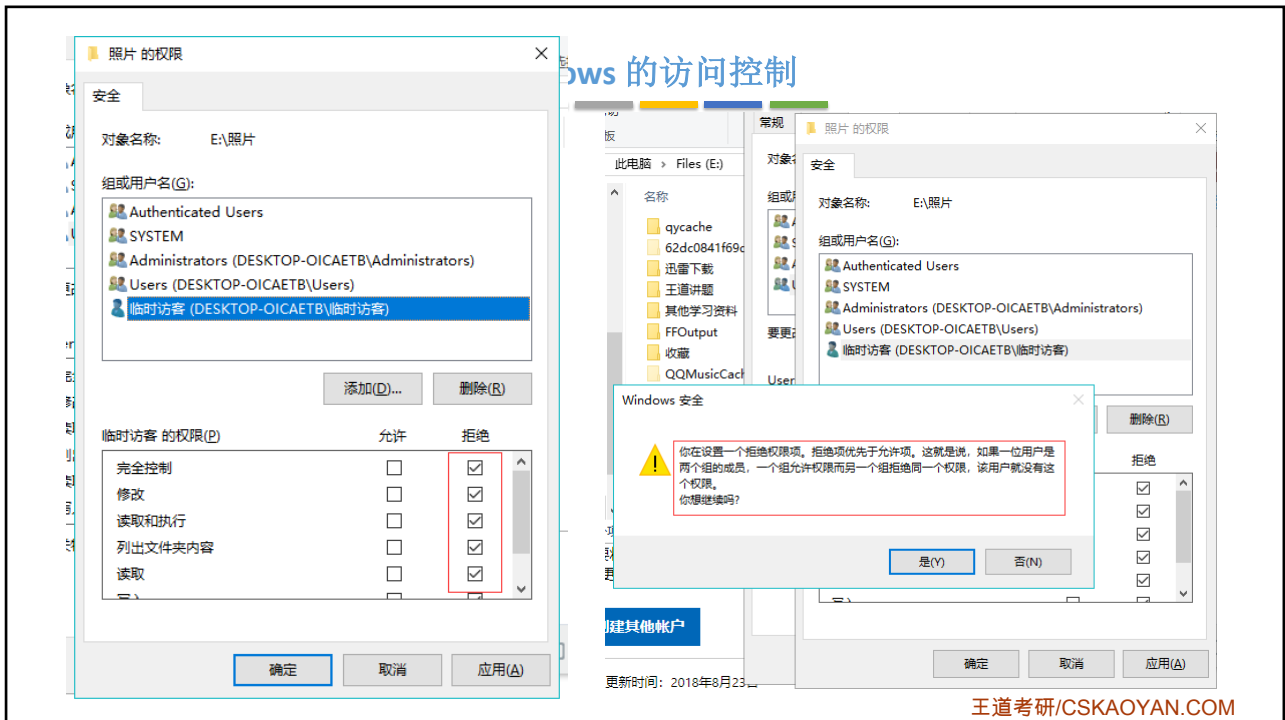 ows 的访问控制
照片 的权限
安全
对象名称: E:\照片
组或用户名(G):
Authenticated Users
SYSTEM
Administrators (DESKTOP-OICAETB\Administrators)
Users (DESKTOP-OICAETB\Users)
临时访客 (DESKTOP-OICAETB\临时访客)
添加(D)... 删除(R)
临时访客 的权限(P) 允许 拒绝
完全控制
修改
读取和执行
列出文件夹内容
读取
确定 取消 应用(A)
板
此电脑 › Files (E:)
名称
qycache
62dc0841f69c
迅雷下载
王道讲题
其他学习资料
FFOutput
收藏
QQMusicCach
创建其他帐户
更新时间: 2018年8月23
常规
对象
组或
要更
User
照片 的权限
安全
对象名称: E:\照片
组或用户名(G):
Authenticated Users
SYSTEM
Administrators (DESKTOP-OICAETB\Administrators)
Users (DESKTOP-OICAETB\Users)
临时访客 (DESKTOP-OICAETB\临时访客)
删除(R)
拒绝
Windows 安全
你在设置一个拒绝权限项。拒绝项优先于允许项。这就是说，如果一位用户是
两个组的成员，一个组允许权限而另一个组拒绝同一个权限，该用户就没有这
个权限。
你想继续吗?
是(Y) 否(N)
确定 取消 应用(A)
王道考研/CSKAOYAN.COM